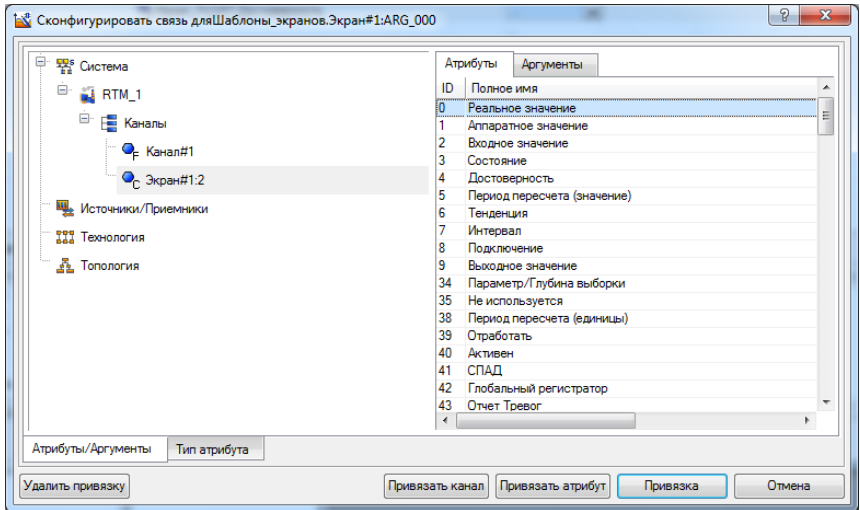 Сконфигурировать связь дляШаблоны_экранов.Экран#1:ARG_000
Система
RTM_1
Каналы
F Канал#1
C Экран#1:2
Источники/Приемники
Технология
Топология
Атрибуты Аргументы
ID Полное имя
0 Реальное значение
1 Аппаратное значение
2 Входное значение
3 Состояние
4 Достоверность
5 Период пересчета (значение)
6 Тенденция
7 Интервал
8 Подключение
9 Выходное значение
34 Параметр/Глубина выборки
35 Не используется
38 Период пересчета (единицы)
39 Отработать
40 Активен
41 СПАД
42 Глобальный регистратор
43 Отчет Тревог
Атрибуты/Аргументы Тип атрибута
Удалить привязку Привязать канал Привязать атрибут Привязка Отмена